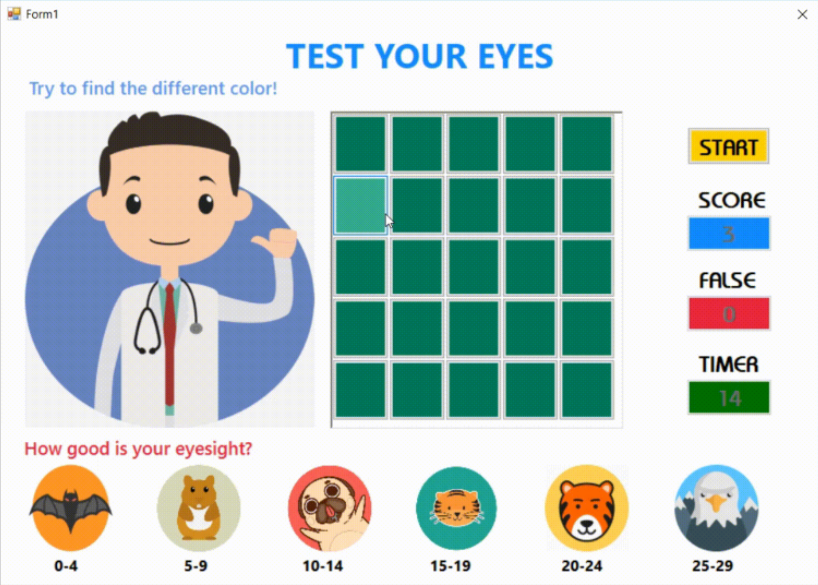 Form1
TEST YOUR EYES
Try to find the different color!
START
SCORE
3
FALSE
0
TIMER
14
How good is your eyesight?
0-4
5-9
10-14
15-19
20-24
25-29